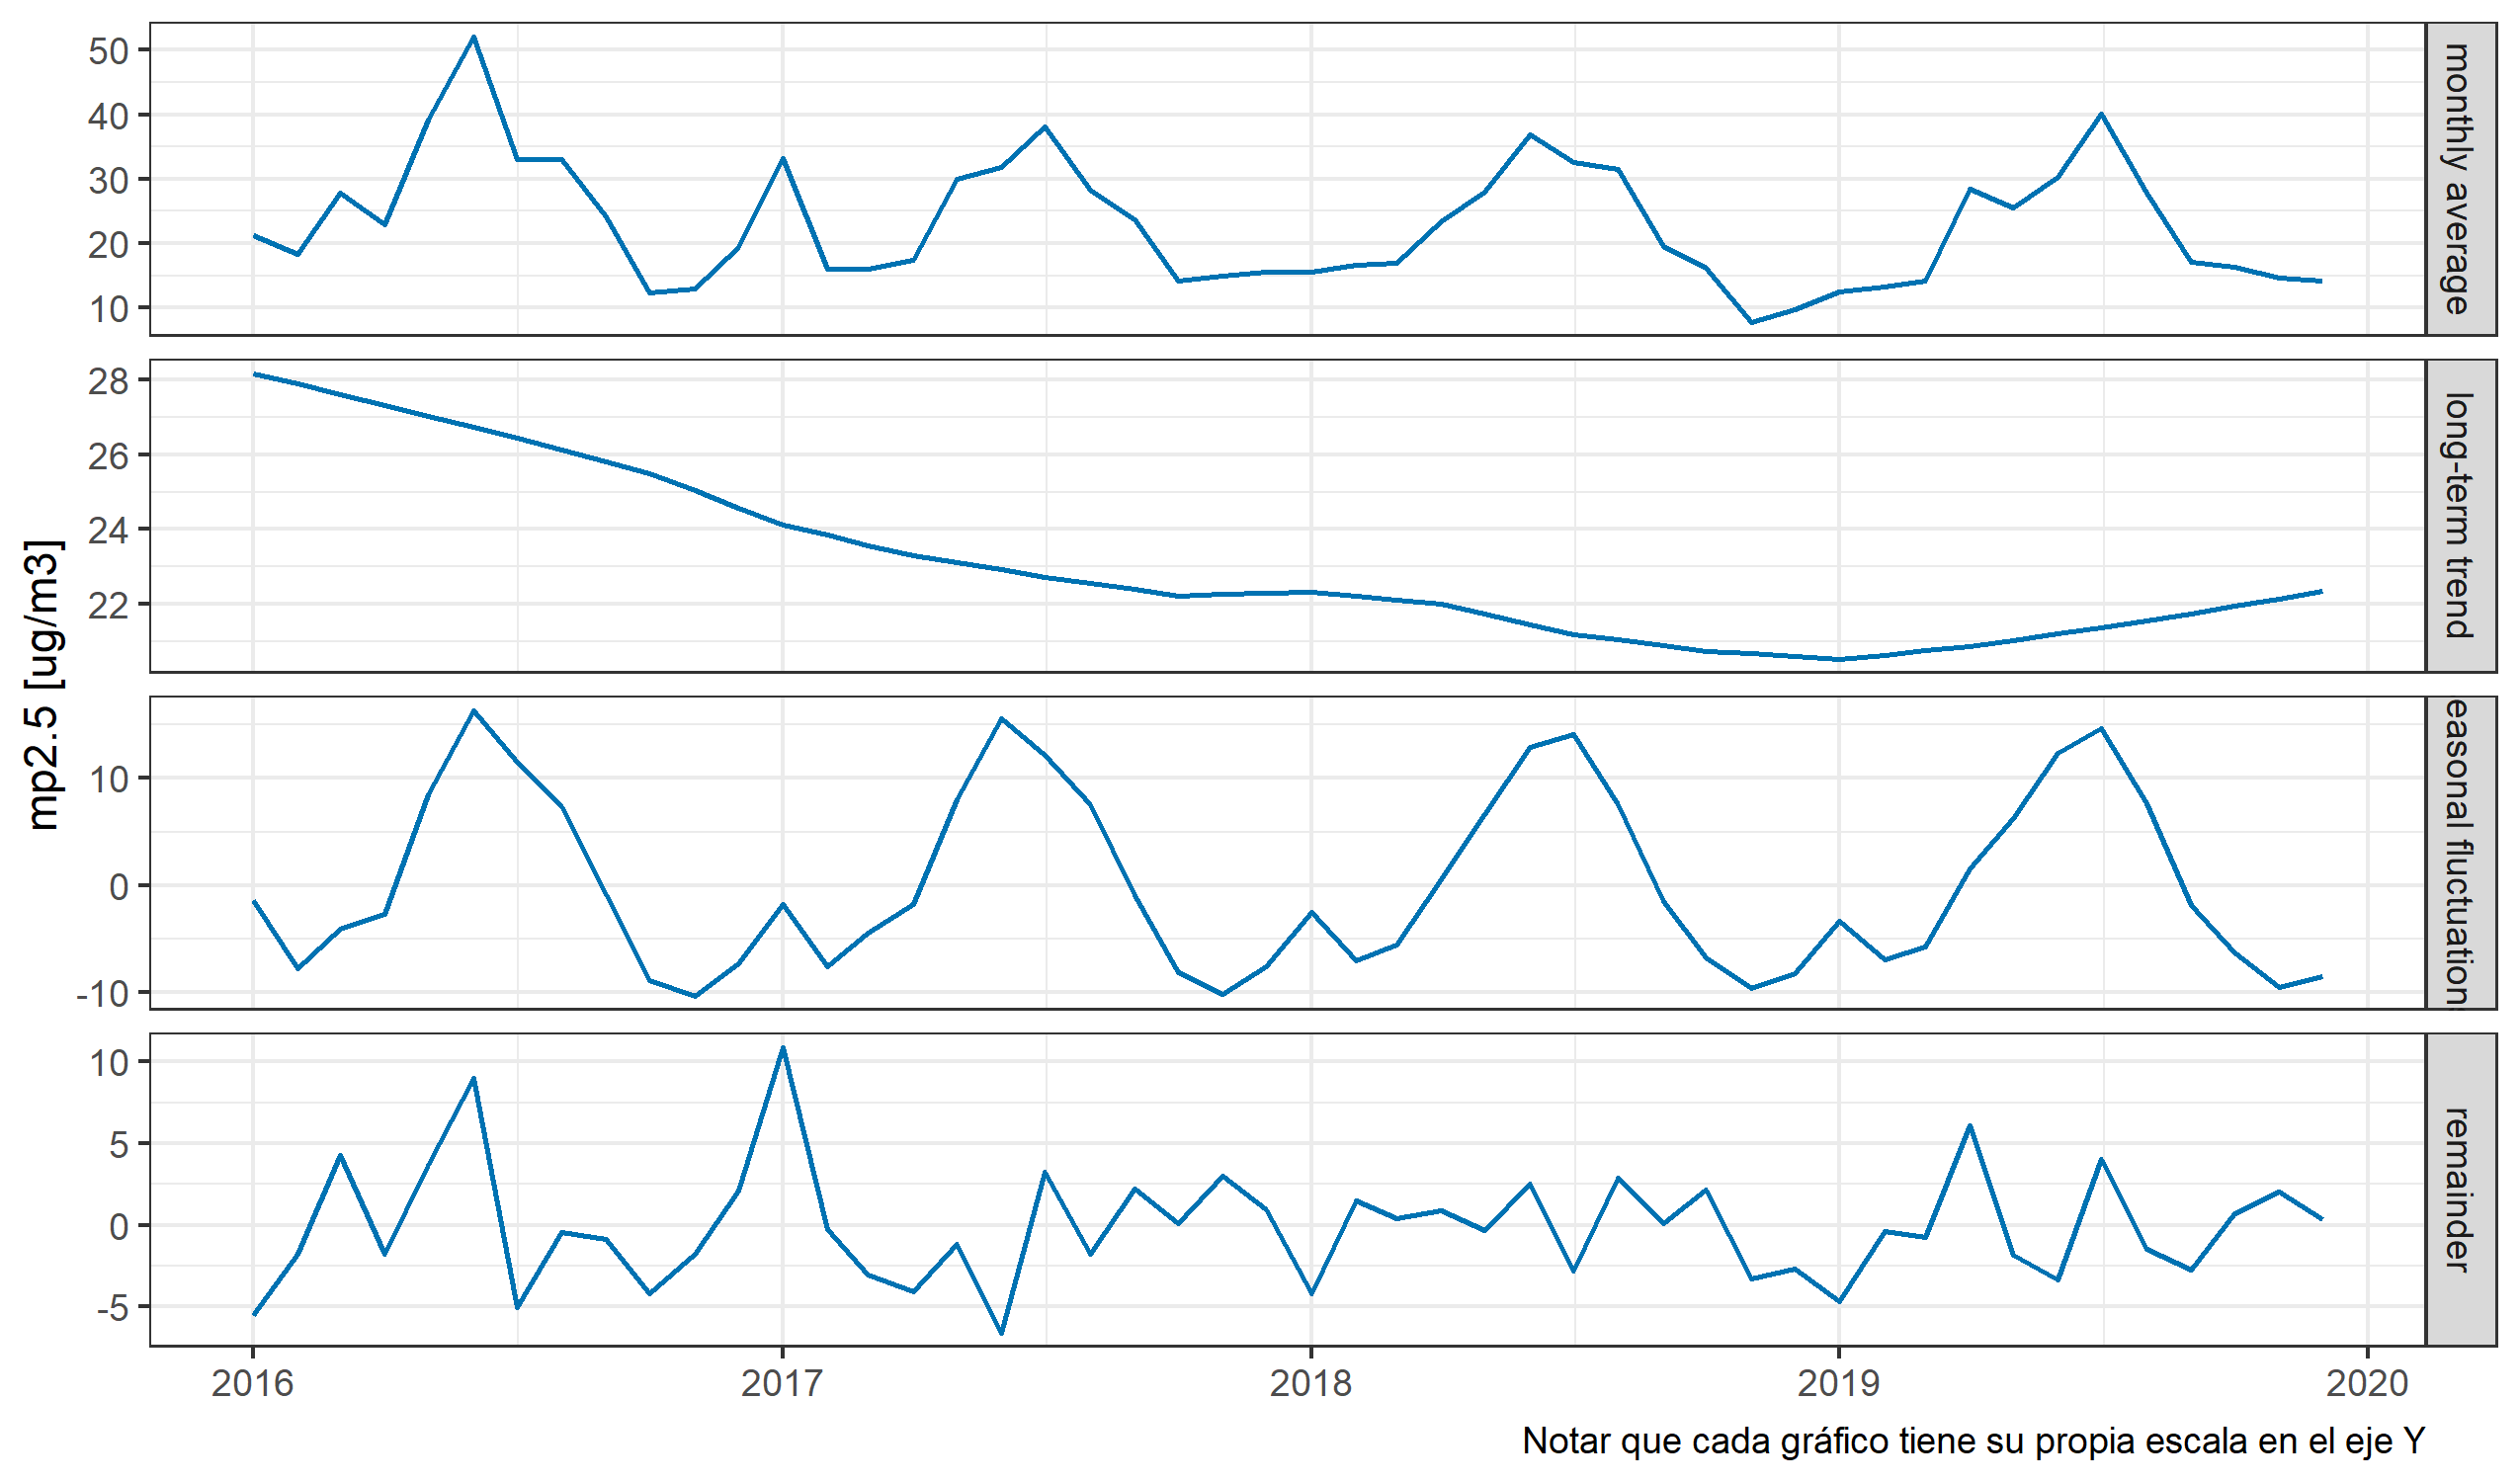 mp2.5 [ug/m3]
50
40
30
20
10
monthly average
28
26
24
22
long-term trend
10
0
-10
easonal fluctuation
10
5
0
-5
remainder
2016 2017 2018 2019 2020
Notar que cada gráfico tiene su propia escala en el eje Y